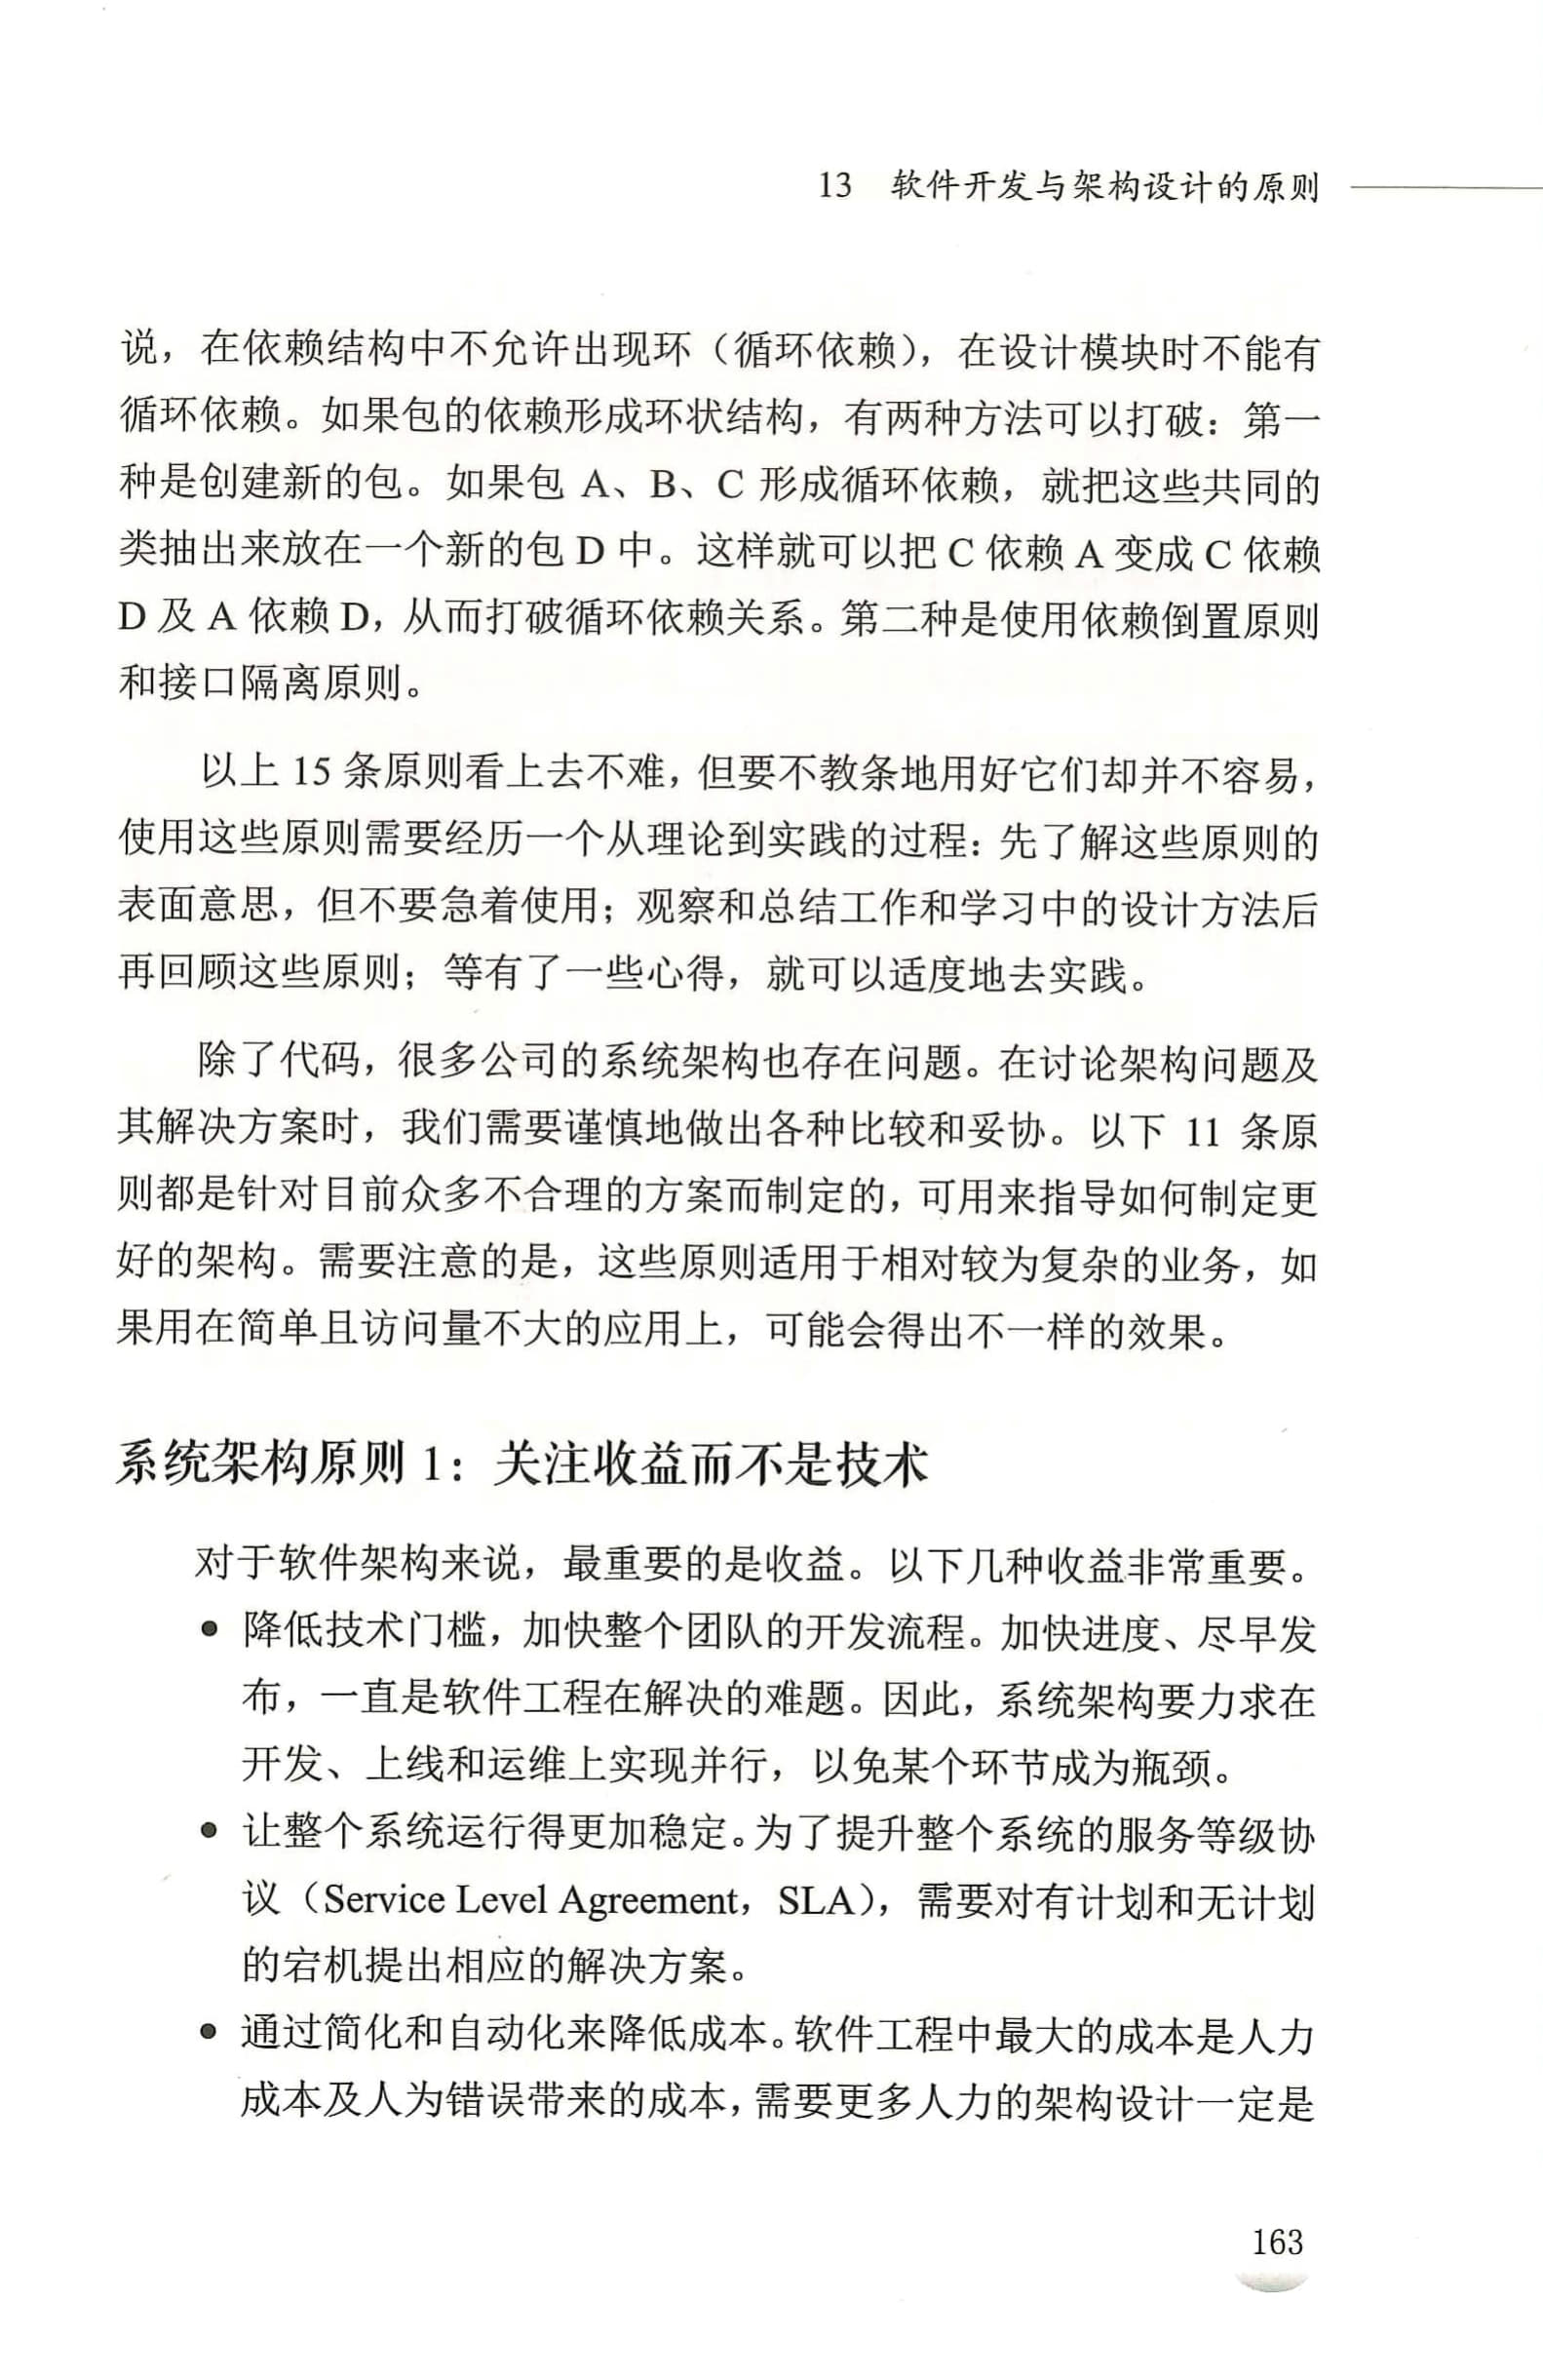 13 软件开发与架构设计的原则
说，在依赖结构中不允许出现环（循环依赖），在设计模块时不能有
循环依赖。如果包的依赖形成环状结构，有两种方法可以打破：第一
种是创建新的包。如果包 A、B、C 形成循环依赖，就把这些共同的
类抽出来放在一个新的包 D 中。这样就可以把 C 依赖 A 变成 C 依赖
D 及 A 依赖 D，从而打破循环依赖关系。第二种是使用依赖倒置原则
和接口隔离原则。
以上 15 条原则看上去不难，但要不教条地用好它们却并不容易，
使用这些原则需要经历一个从理论到实践的过程：先了解这些原则的
表面意思，但不要急着使用；观察和总结工作和学习中的设计方法后
再回顾这些原则；等有了一些心得，就可以适度地去实践。
除了代码，很多公司的系统架构也存在问题。在讨论架构问题及
其解决方案时，我们需要谨慎地做出各种比较和妥协。以下 11 条原
则都是针对目前众多不合理的方案而制定的，可用来指导如何制定更
好的架构。需要注意的是，这些原则适用于相对较为复杂的业务，如
果用在简单且访问量不大的应用上，可能会得出不一样的效果。
系统架构原则 1：关注收益而不是技术
对于软件架构来说，最重要的是收益。以下几种收益非常重要。
● 降低技术门槛，加快整个团队的开发流程。加快进度、尽早发
布，一直是软件工程在解决的难题。因此，系统架构要力求在
开发、上线和运维上实现并行，以免某个环节成为瓶颈。
● 让整个系统运行得更加稳定。为了提升整个系统的服务等级协
议（Service Level Agreement，SLA），需要对有计划和无计划
的宕机提出相应的解决方案。
● 通过简化和自动化来降低成本。软件工程中最大的成本是人力
成本及人为错误带来的成本，需要更多人力的架构设计一定是
163